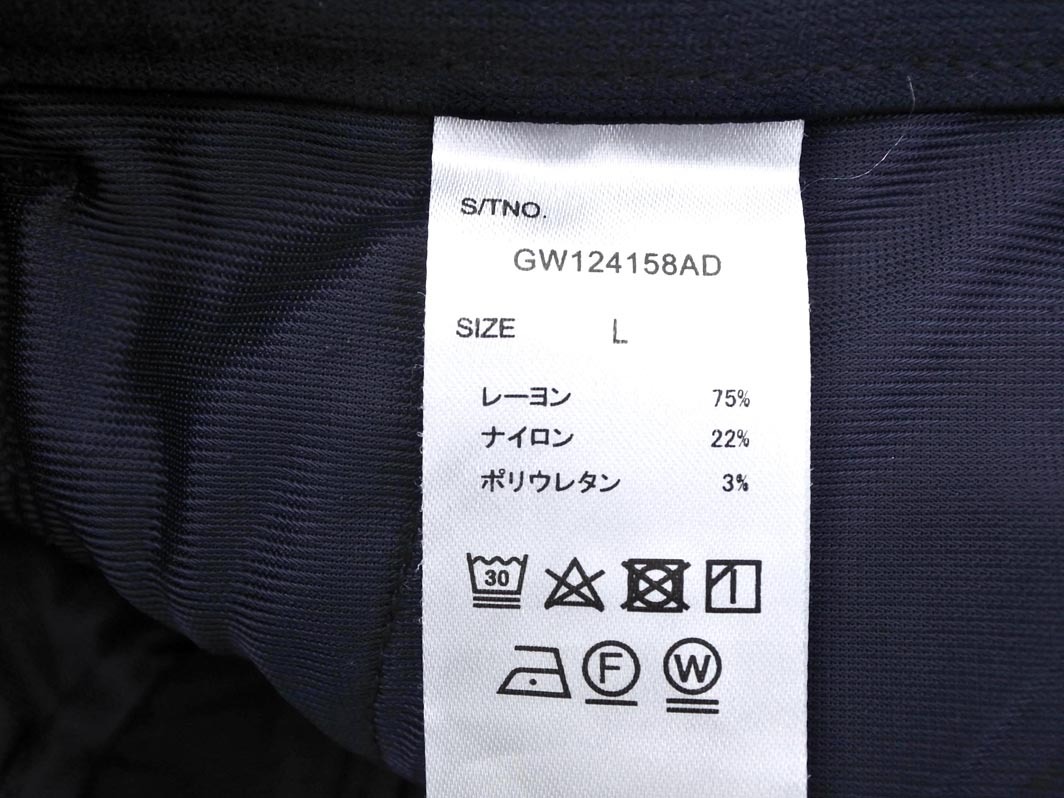 S/TNO.
GW124158AD
SIZE L
レーヨン 75%
ナイロン 22%
ポリウレタン 3%
30
F W